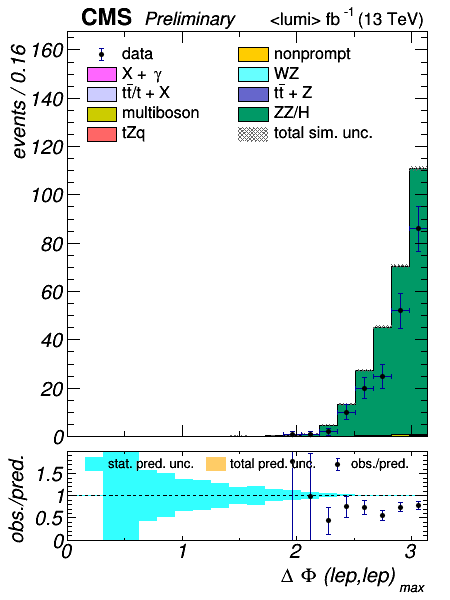 CMS Preliminary <lumi> fb⁻¹ (13 TeV)
events / 0.16
160
140
120
100
80
60
40
20
0
data
nonprompt
X + γ
WZ
tt̄/t + X
tt̄ + Z
multiboson
ZZ/H
tZq
total sim. unc.
obs./pred.
1.5
1
0.5
0
stat. pred. unc. total pred. unc. obs./pred.
0 1 2 3
Δ Φ (lep,lep)max